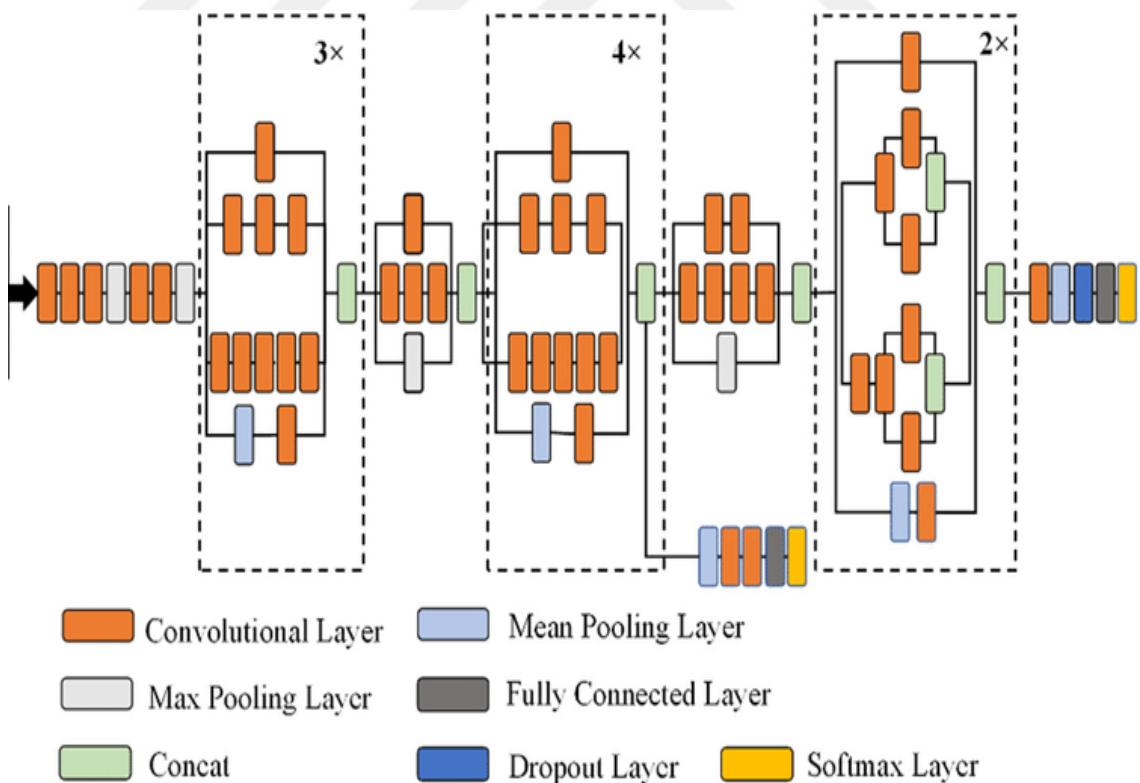 3×
4×
2×
Convolutional Layer
Mean Pooling Layer
Max Pooling Layer
Fully Connected Layer
Concat
Dropout Layer
Softmax Layer